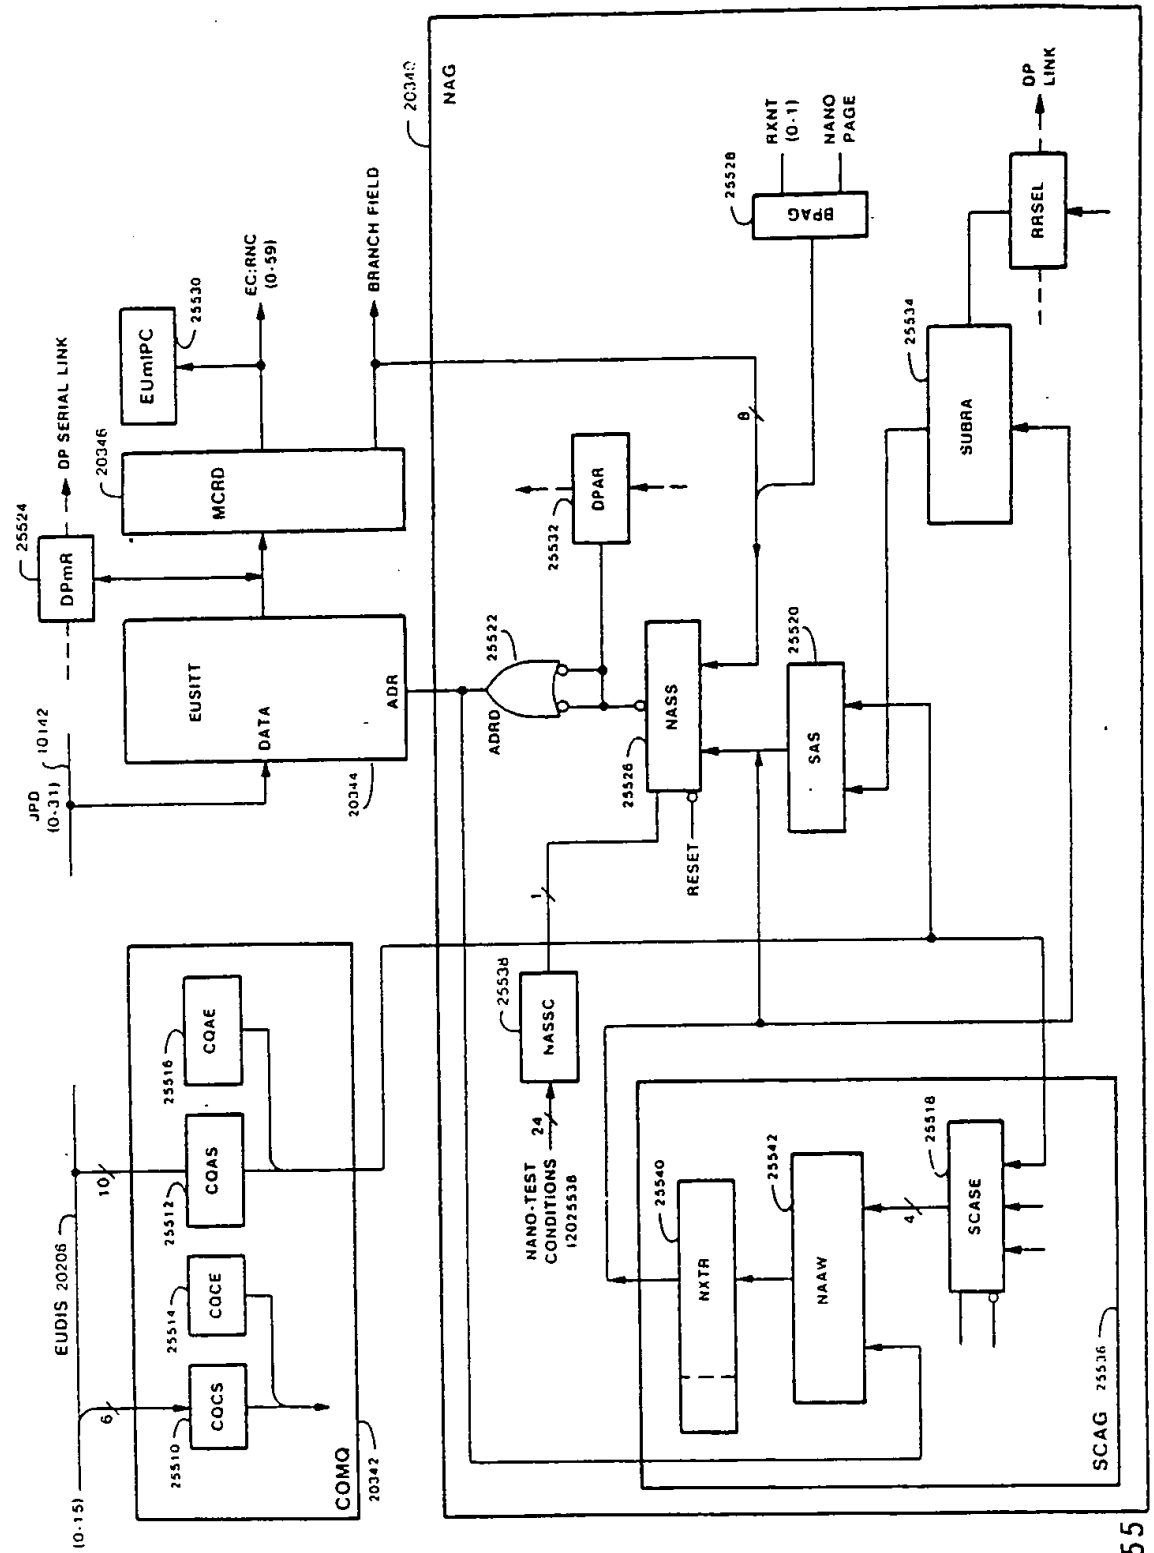 (0-15)
EUDIS 20206
6
10
COMQ
20342
25510
CQCS
25514
CQCE
25512
CQAS
25516
CQAE
JPD
(0-31)
10142
25524
DPmR
DP SERIAL LINK
EUSITT
DATA
ADR
20344
20346
MCRD
EUmIPC
25530
EC:RNC
(0-59)
BRANCH FIELD
20340
NAG
ADRD
25522
25532
DPAR
8
25528
BPAG
RXNT
(0-1)
NANO
PAGE
NANO-TEST
CONDITIONS
24
25538
NASSC
1
RESET
25526
NASS
SAS
25520
25534
SUBRA
RRSEL
DP
LINK
SCAG
25536
NXTR
25540
NAAW
25542
4
SCASE
25518
55